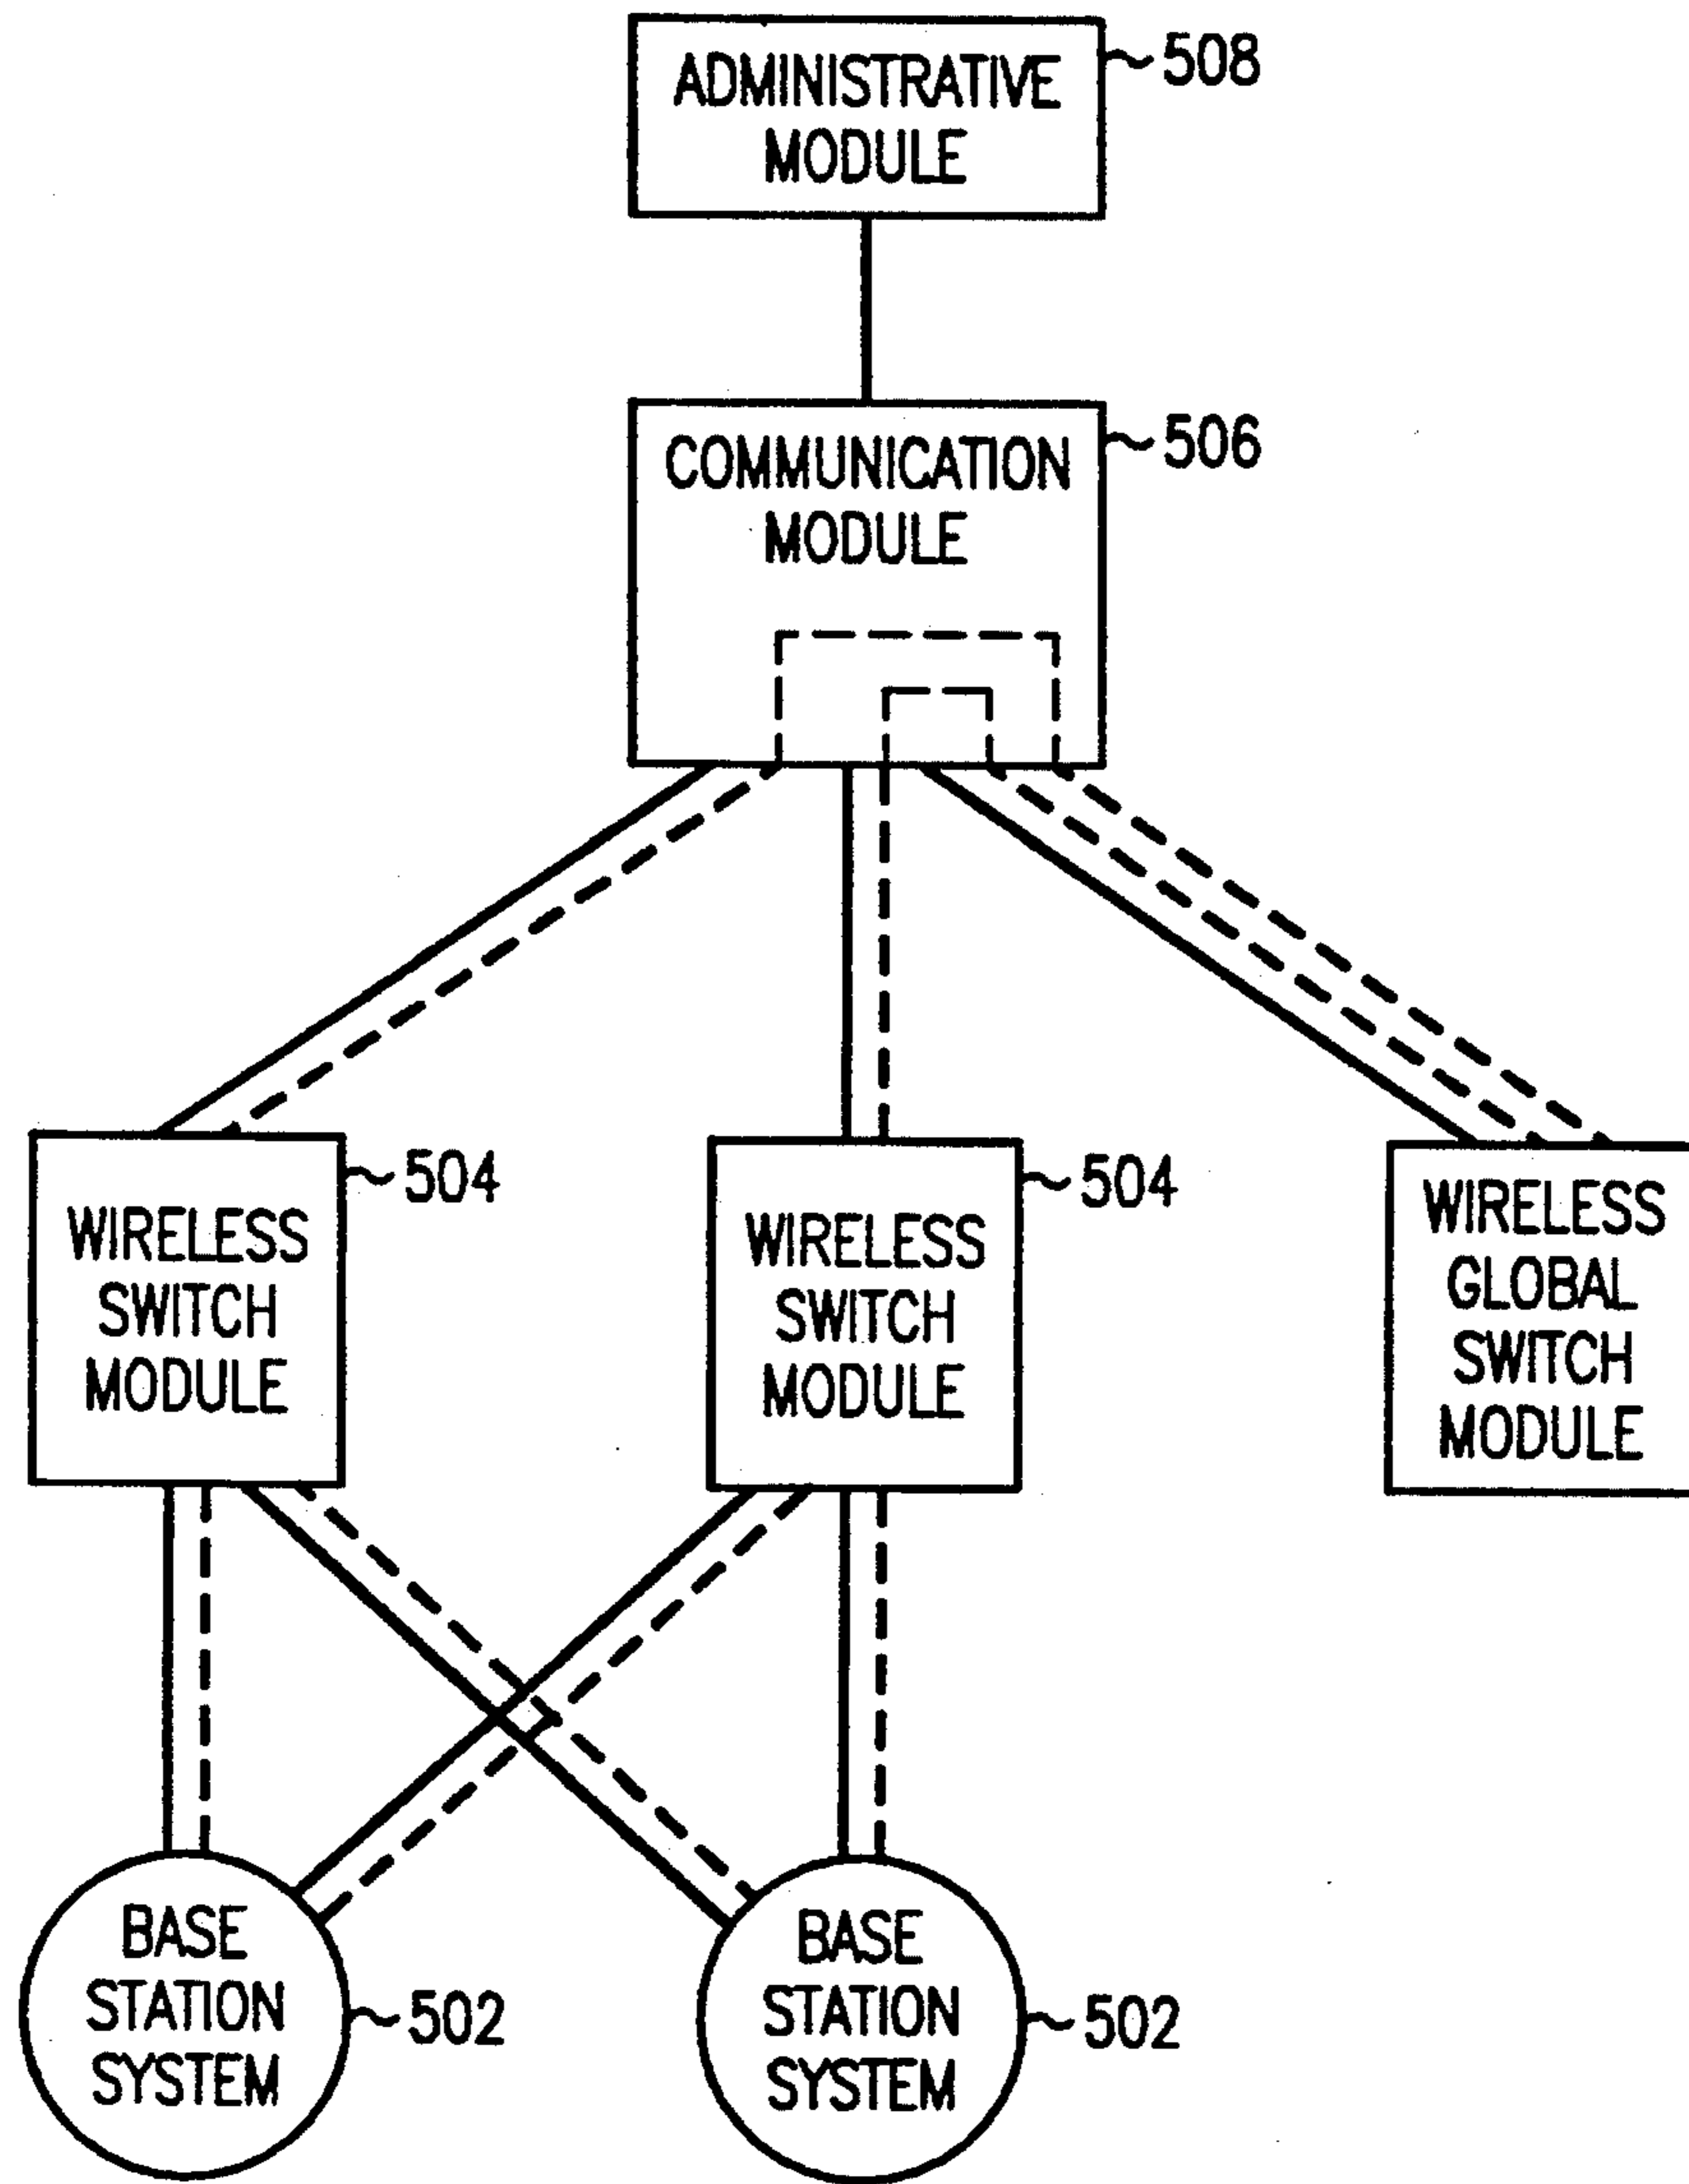 ADMINISTRATIVE
MODULE
508
COMMUNICATION
MODULE
506
WIRELESS
SWITCH
MODULE
504
WIRELESS
SWITCH
MODULE
504
WIRELESS
GLOBAL
SWITCH
MODULE
BASE
STATION
SYSTEM
502
BASE
STATION
SYSTEM
502